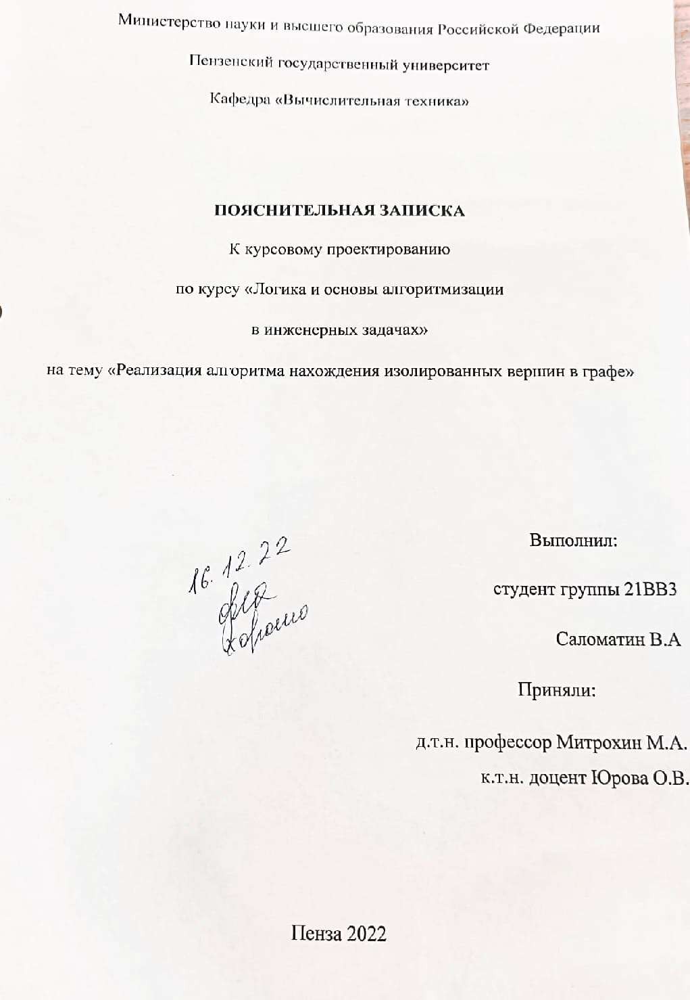 Министерство науки и высшего образования Российской Федерации
Пензенский государственный университет
Кафедра «Вычислительная техника»
ПОЯСНИТЕЛЬНАЯ ЗАПИСКА
К курсовому проектированию
по курсу «Логика и основы алгоритмизации
в инженерных задачах»
на тему «Реализация алгоритма нахождения изолированных вершин в графе»
16.12.22
хорошо
Выполнил:
студент группы 21ВВ3
Саломатин В.А
Приняли:
д.т.н. профессор Митрохин М.А.
к.т.н. доцент Юрова О.В.
Пенза 2022